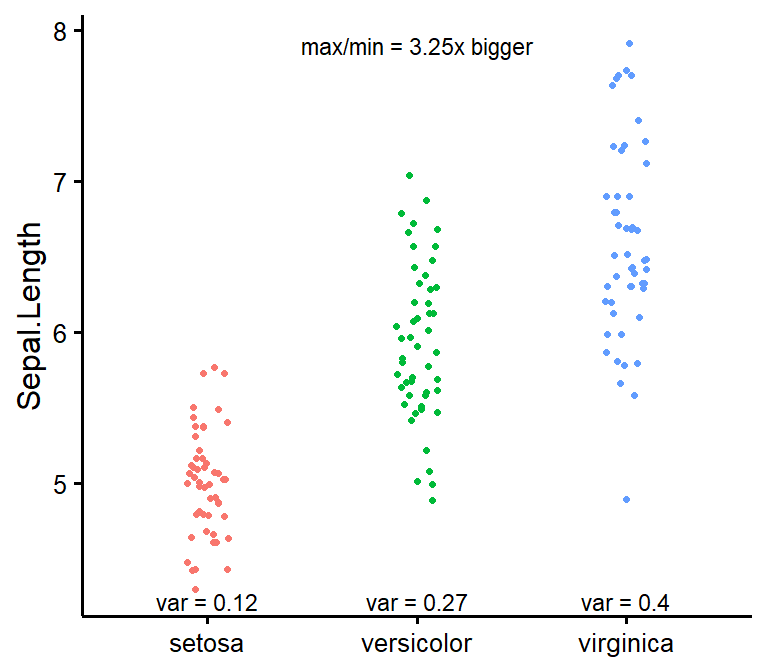 max/min = 3.25x bigger
8
7
6
5
Sepal.Length
var = 0.12 var = 0.27 var = 0.4
setosa versicolor virginica